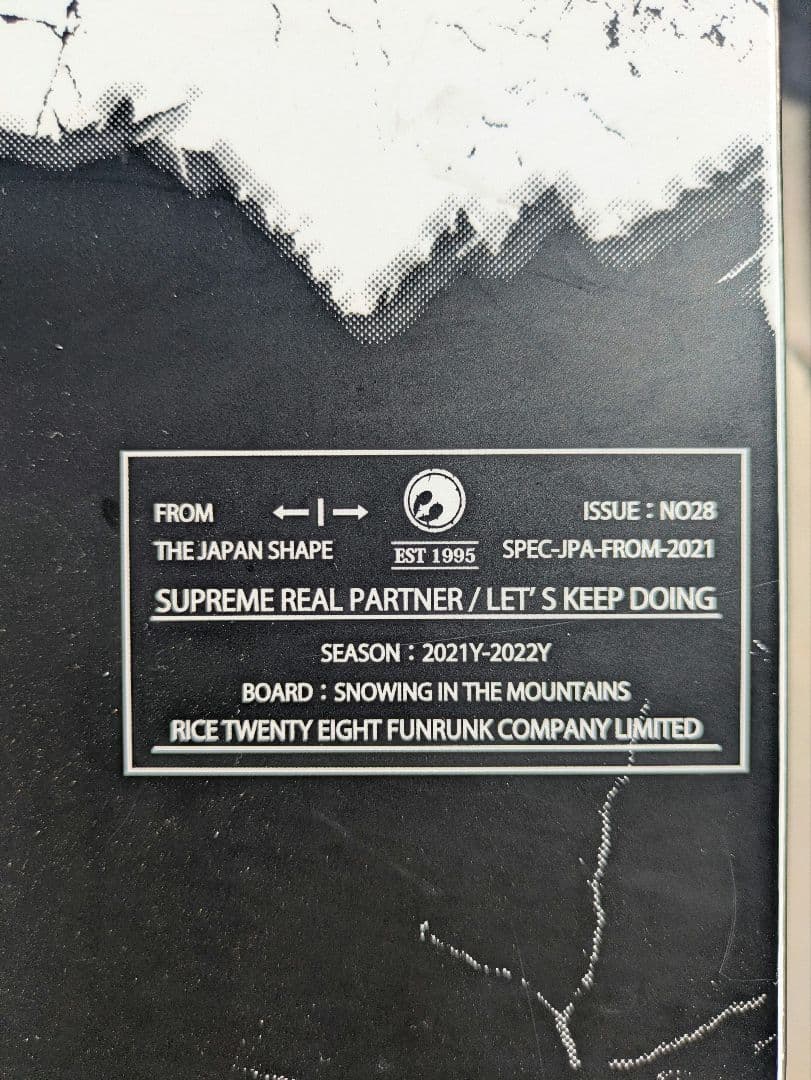 FROM ←|→ ISSUE : NO28
THE JAPAN SHAPE EST 1995 SPEC-JPA-FROM-2021
SUPREME REAL PARTNER / LET' S KEEP DOING
SEASON : 2021Y-2022Y
BOARD : SNOWING IN THE MOUNTAINS
RICE TWENTY EIGHT FUNRUNK COMPANY LIMITED